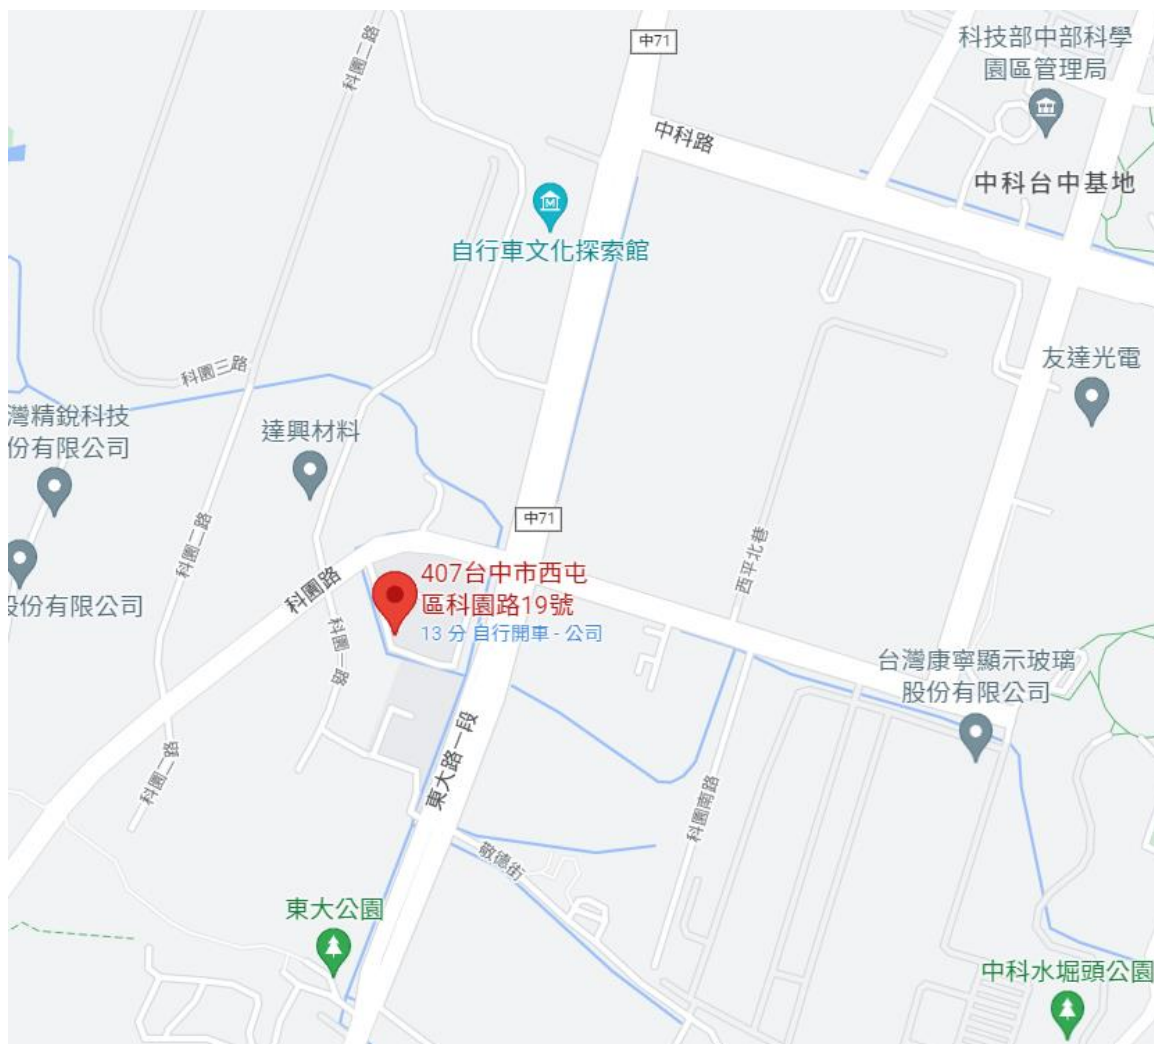 科園二路
中71
科技部中部科學
園區管理局
中科路
中科台中基地
自行車文化探索館
科園三路
友達光電
灣精銳科技
份有限公司
達興材料
中71
科園二路
西平北巷
407台中市西屯
區科園路19號
13 分 自行開車 - 公司
科園路
股份有限公司
科園一路
台灣康寧顯示玻璃
股份有限公司
東大路一段
科園二路
科園南路
敬德街
東大公園
中科水堀頭公園